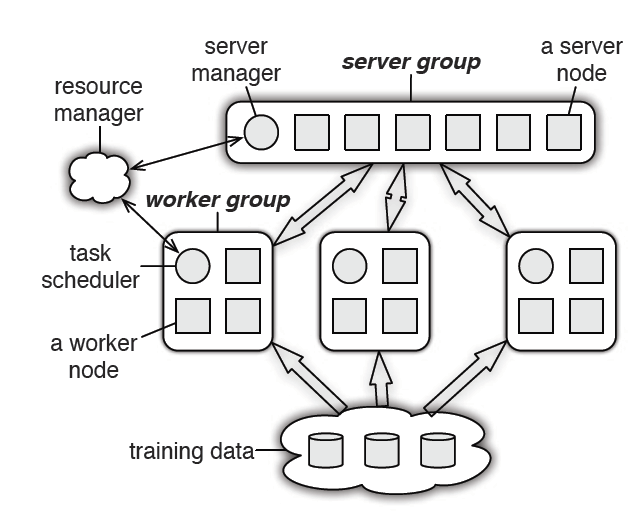 server
manager
server group
a server
node
resource
manager
worker group
task
scheduler
a worker
node
training data